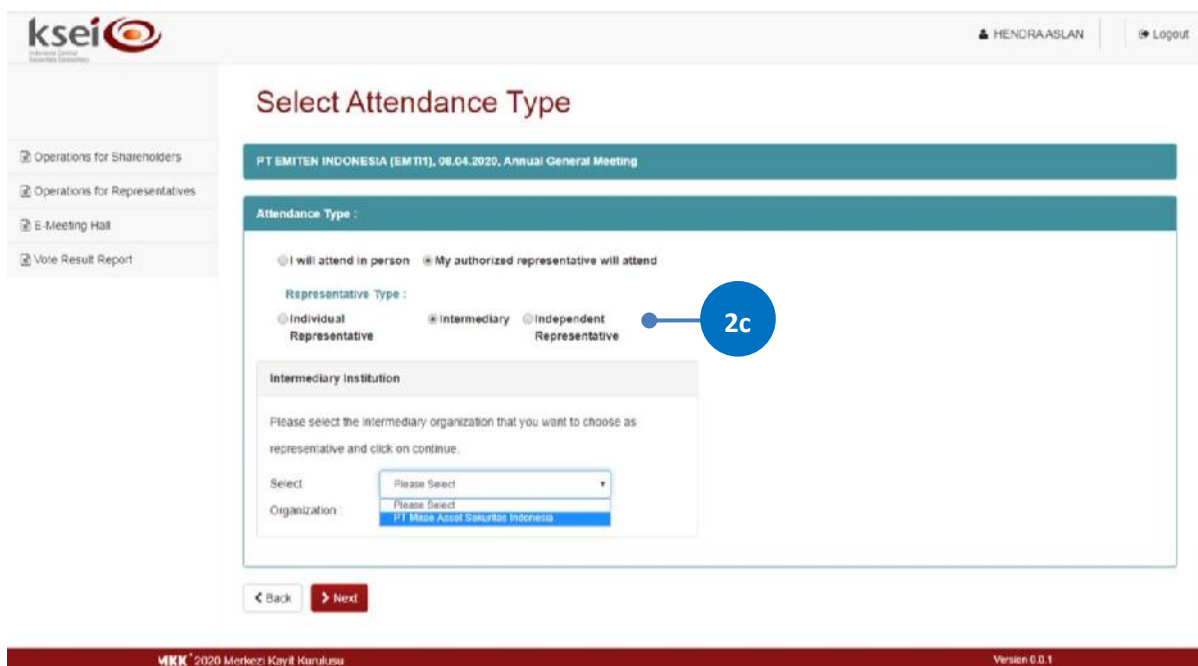 ksei
HENDRAASLAN
Logout
Select Attendance Type
Operations for Shareholders
Operations for Representatives
E-Meeting Hall
Vote Result Report
PT EMITEN INDONESIA (EMTI1), 08.04.2020, Annual General Meeting
Attendance Type :
I will attend in person My authorized representative will attend
Representative Type :
Individual Representative
Intermediary
Independent Representative
2c
Intermediary Institution
Please select the intermediary organization that you want to choose as
representative and click on continue.
Select Organization :
Please Select
Please Select
PT Mirae Asset Sekuritas Indonesia
Back
Next
MKK 2020 Merkezi Kayit Kurulusu
Version 0.0.1